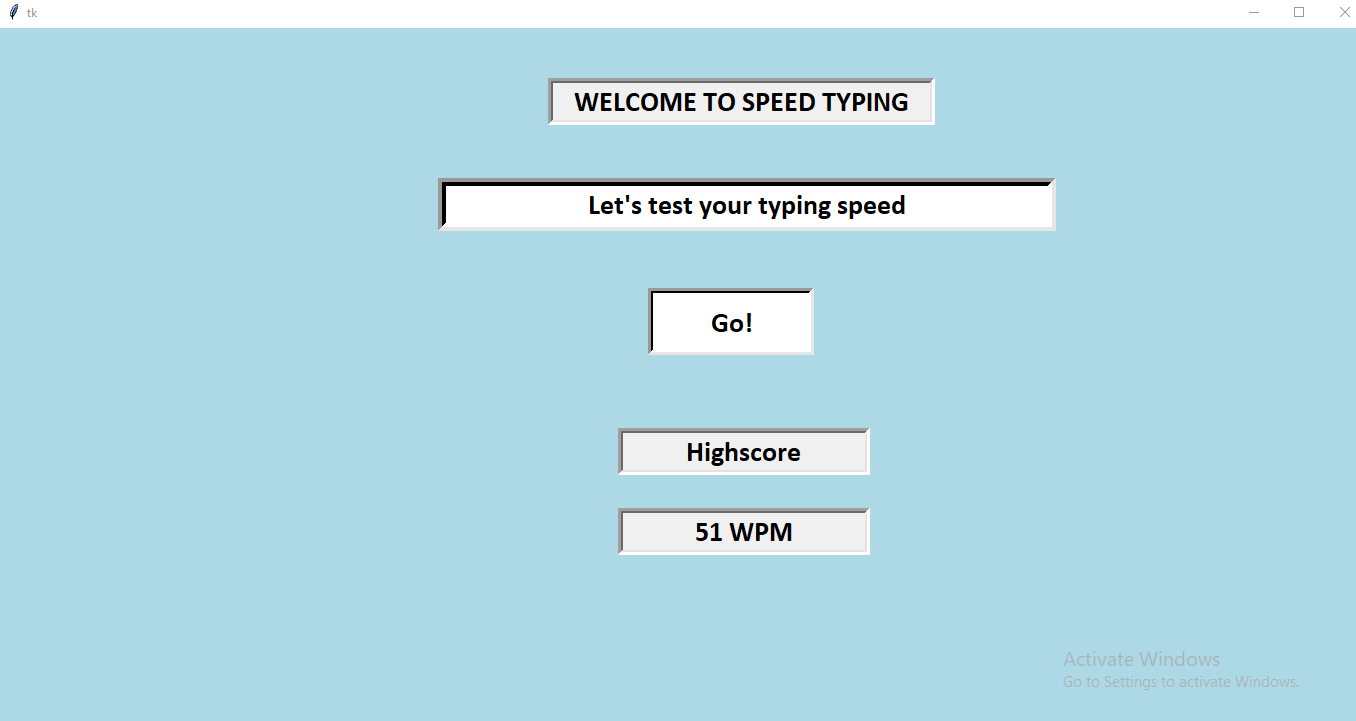 tk
WELCOME TO SPEED TYPING
Let's test your typing speed
Go!
Highscore
51 WPM
Activate Windows
Go to Settings to activate Windows.